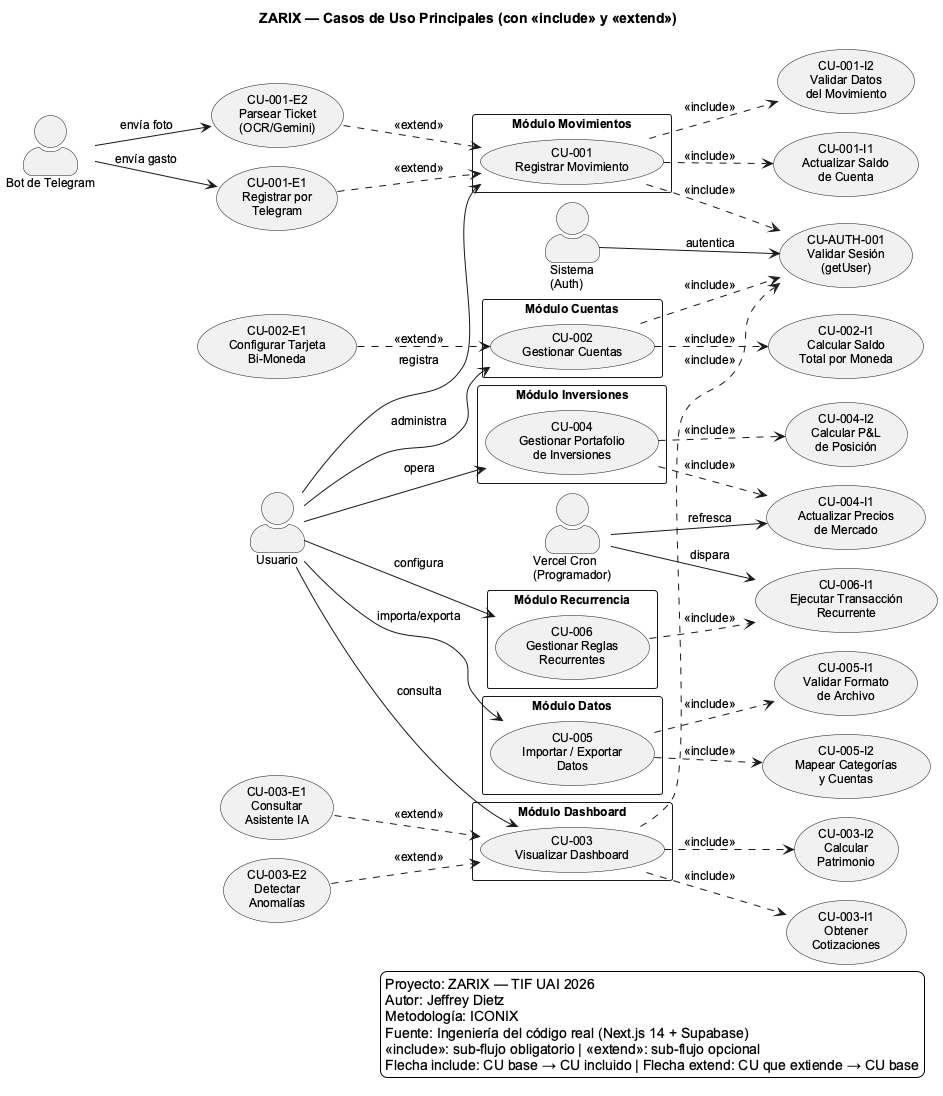 ZARIX — Casos de Uso Principales (con «include» y «extend»)
Bot de Telegram
envía foto
envía gasto
CU-001-E2
Parsear Ticket
(OCR/Gemini)
CU-001-E1
Registrar por
Telegram
«extend»
«extend»
Módulo Movimientos
CU-001
Registrar Movimiento
«include»
«include»
«include»
CU-001-I2
Validar Datos
del Movimiento
CU-001-I1
Actualizar Saldo
de Cuenta
Sistema
(Auth)
autentica
CU-AUTH-001
Validar Sesión
(getUser)
CU-002-E1
Configurar Tarjeta
Bi-Moneda
«extend»
registra
Módulo Cuentas
CU-002
Gestionar Cuentas
«include»
«include»
«include»
CU-002-I1
Calcular Saldo
Total por Moneda
administra
opera
Módulo Inversiones
CU-004
Gestionar Portafolio
de Inversiones
«include»
«include»
CU-004-I2
Calcular P&L
de Posición
CU-004-I1
Actualizar Precios
de Mercado
Usuario
Vercel Cron
(Programador)
refresca
dispara
configura
importa/exporta
consulta
Módulo Recurrencia
CU-006
Gestionar Reglas
Recurrentes
«include»
CU-006-I1
Ejecutar Transacción
Recurrente
Módulo Datos
CU-005
Importar / Exportar
Datos
«include»
«include»
CU-005-I1
Validar Formato
de Archivo
CU-005-I2
Mapear Categorías
y Cuentas
CU-003-E1
Consultar
Asistente IA
CU-003-E2
Detectar
Anomalías
«extend»
«extend»
Módulo Dashboard
CU-003
Visualizar Dashboard
«include»
«include»
CU-003-I2
Calcular
Patrimonio
CU-003-I1
Obtener
Cotizaciones
Proyecto: ZARIX — TIF UAI 2026
Autor: Jeffrey Dietz
Metodología: ICONIX
Fuente: Ingeniería del código real (Next.js 14 + Supabase)
«include»: sub-flujo obligatorio | «extend»: sub-flujo opcional
Flecha include: CU base → CU incluido | Flecha extend: CU que extiende → CU base